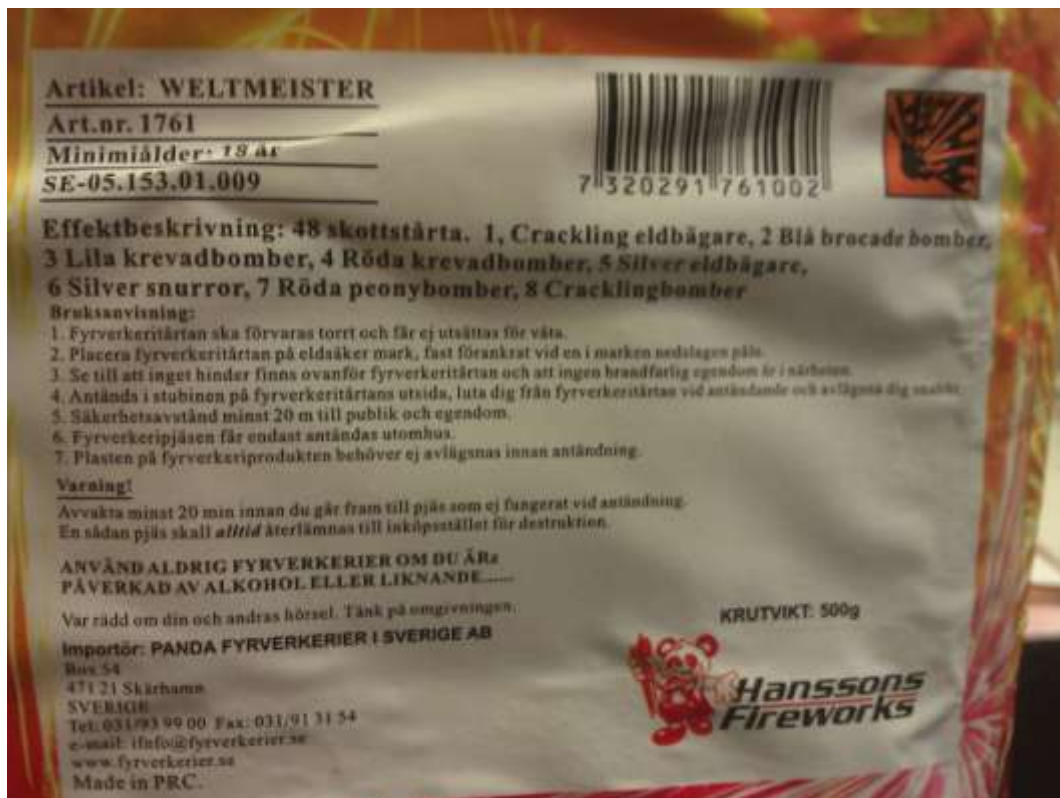 Artikel: WELTMEISTER
Art.nr. 1761
Minimiålder: 18 år
SE-05.153.01.009
7 320291 761002
Effektbeskrivning: 48 skottstårta. 1, Crackling eldbägare, 2 Blå brocade bomber,
3 Lila krevadbomber, 4 Röda krevadbomber, 5 Silver eldbägare,
6 Silver snurror, 7 Röda peonybomber, 8 Cracklingbomber
Bruksanvisning:
1. Fyrverkeritårtan ska förvaras torrt och får ej utsättas för väta.
2. Placera fyrverkeritårtan på eldsäker mark, fast förankrat vid en i marken nedslagen påle.
3. Se till att inget hinder finns ovanför fyrverkeritårtan och att ingen brandfarlig egendom är i närheten.
4. Antänds i stubinen på fyrverkeritårtans utsida, luta dig från fyrverkeritårtan vid antändande och avlägsna dig snabbt.
5. Säkerhetsavstånd minst 20 m till publik och egendom.
6. Fyrverkeripjäsen får endast antändas utomhus.
7. Plasten på fyrverkeriprodukten behöver ej avlägsnas innan antändning.
Varning!
Avvakta minst 20 min innan du går fram till pjäs som ej fungerat vid antändning.
En sådan pjäs skall alltid återlämnas till inköpsstället för destruktion.
ANVÄND ALDRIG FYRVERKERIER OM DU ÄR:
PÅVERKAD AV ALKOHOL ELLER LIKNANDE......
Var rädd om din och andras hörsel. Tänk på omgivningen.
KRUTVIKT: 500g
Importör: PANDA FYRVERKERIER I SVERIGE AB
Box 54
471 21 Skärhamn
SVERIGE
Tel: 031/93 99 00 Fax: 031/91 31 54
e-mail: ifnfo@fyrverkerier.se
www.fyrverkerier.se
Made in PRC.
Hanssons
Fireworks